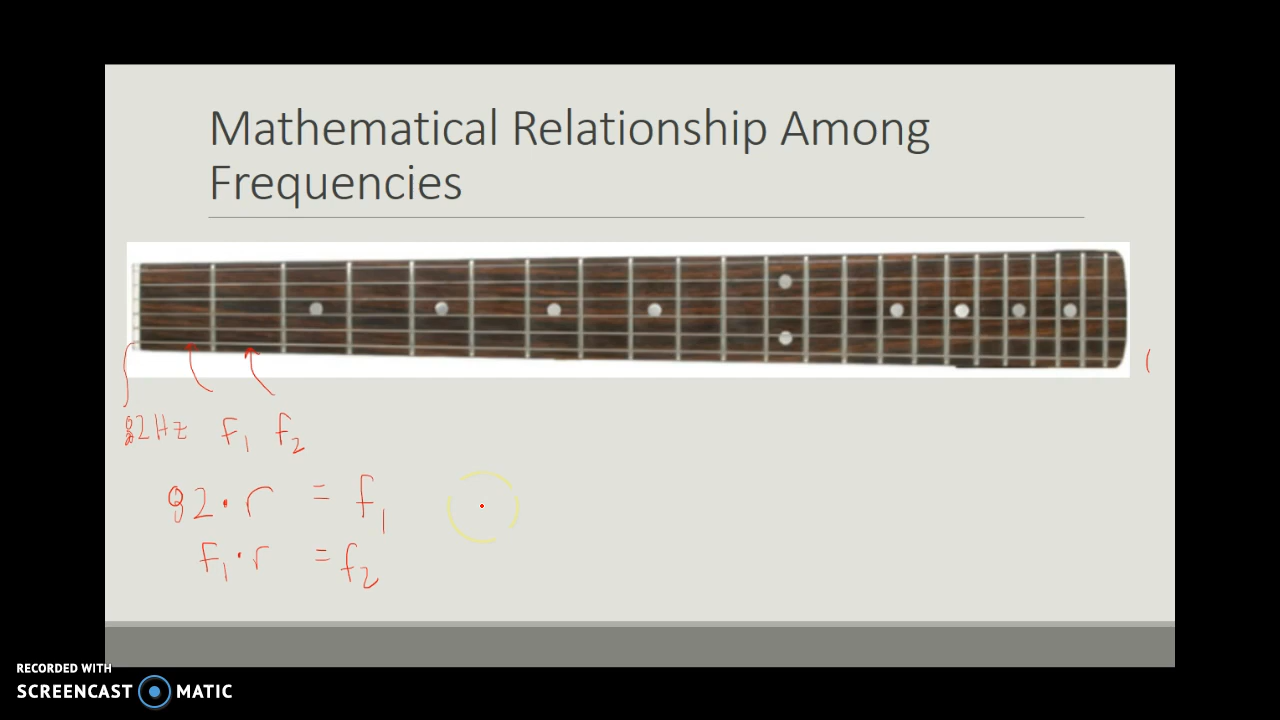 Mathematical Relationship Among
Frequencies
82Hz f₁ f₂
82 · r = f₁
f₁ · r = f₂
RECORDED WITH
SCREENCAST MATIC